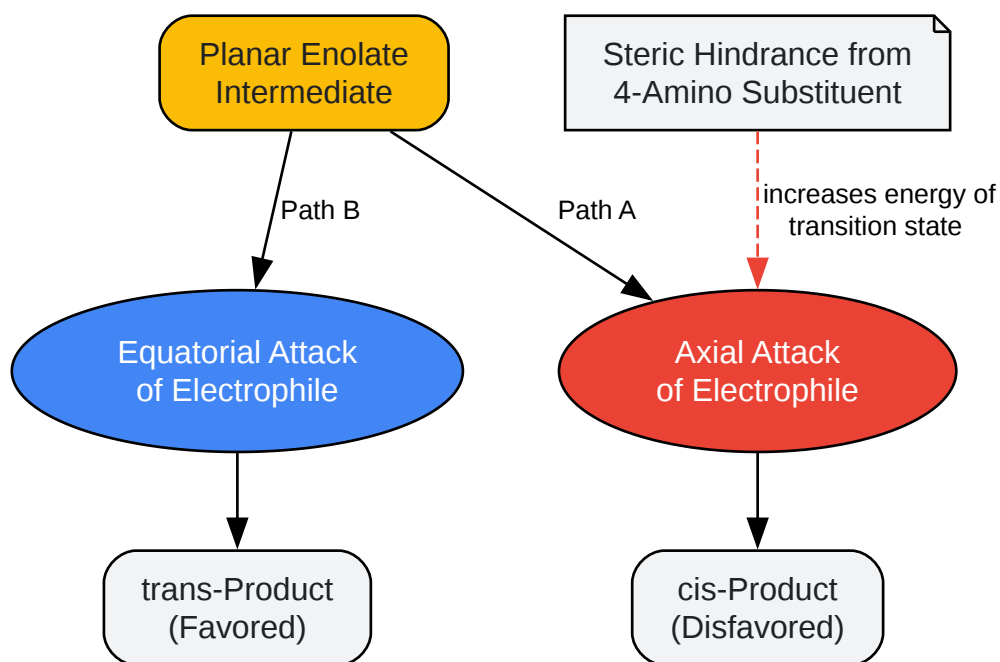 Planar Enolate
Intermediate
Steric Hindrance from
4-Amino Substituent
Path B
Path A
increases energy of
transition state
Equatorial Attack
of Electrophile
Axial Attack
of Electrophile
trans-Product
(Favored)
cis-Product
(Disfavored)